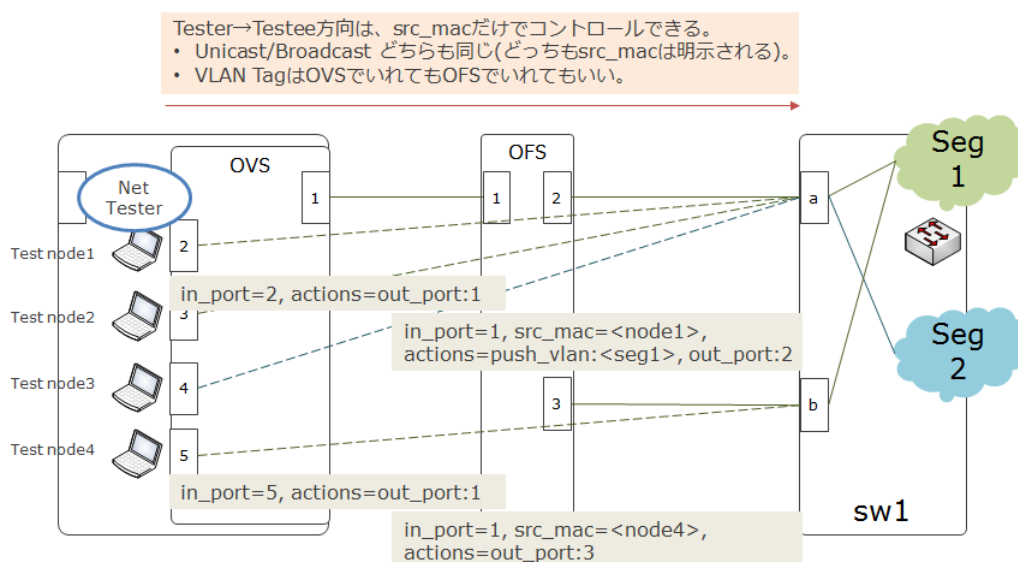 Tester→Testee方向は、src_macだけでコントロールできる。
• Unicast/Broadcast どちらも同じ(どっちもsrc_macは明示される)。
• VLAN TagはOVSでいれてもOFSでいれてもいい。
OVS
OFS
Seg
1
Net
Tester
1
1
2
a
Test node1
2
in_port=2, actions=out_port:1
Test node2
3
in_port=1, src_mac=<node1>,
actions=push_vlan:<seg1>, out_port:2
Seg
2
Test node3
4
3
b
Test node4
5
in_port=5, actions=out_port:1
sw1
in_port=1, src_mac=<node4>,
actions=out_port:3